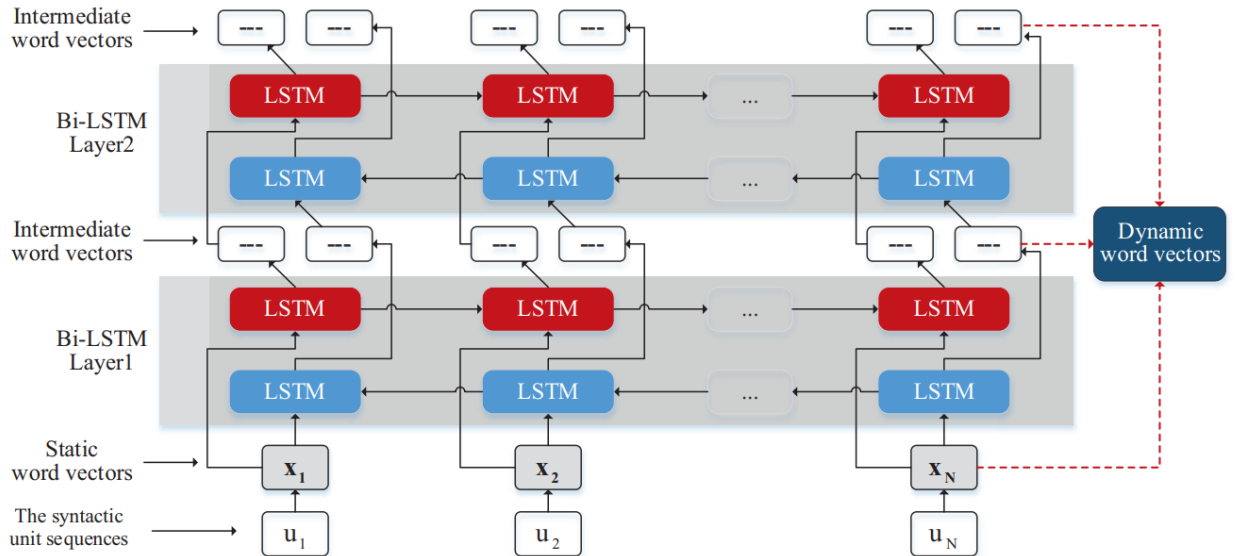 Intermediate
word vectors
--- --- --- --- --- ---
LSTM LSTM ... LSTM
Bi-LSTM
Layer2
LSTM LSTM ... LSTM
Intermediate
word vectors
--- --- --- --- --- ---
Dynamic
word vectors
LSTM LSTM ... LSTM
Bi-LSTM
Layer1
LSTM LSTM ... LSTM
Static
word vectors
x1 x2 xN
The syntactic
unit sequences
u1 u2 uN